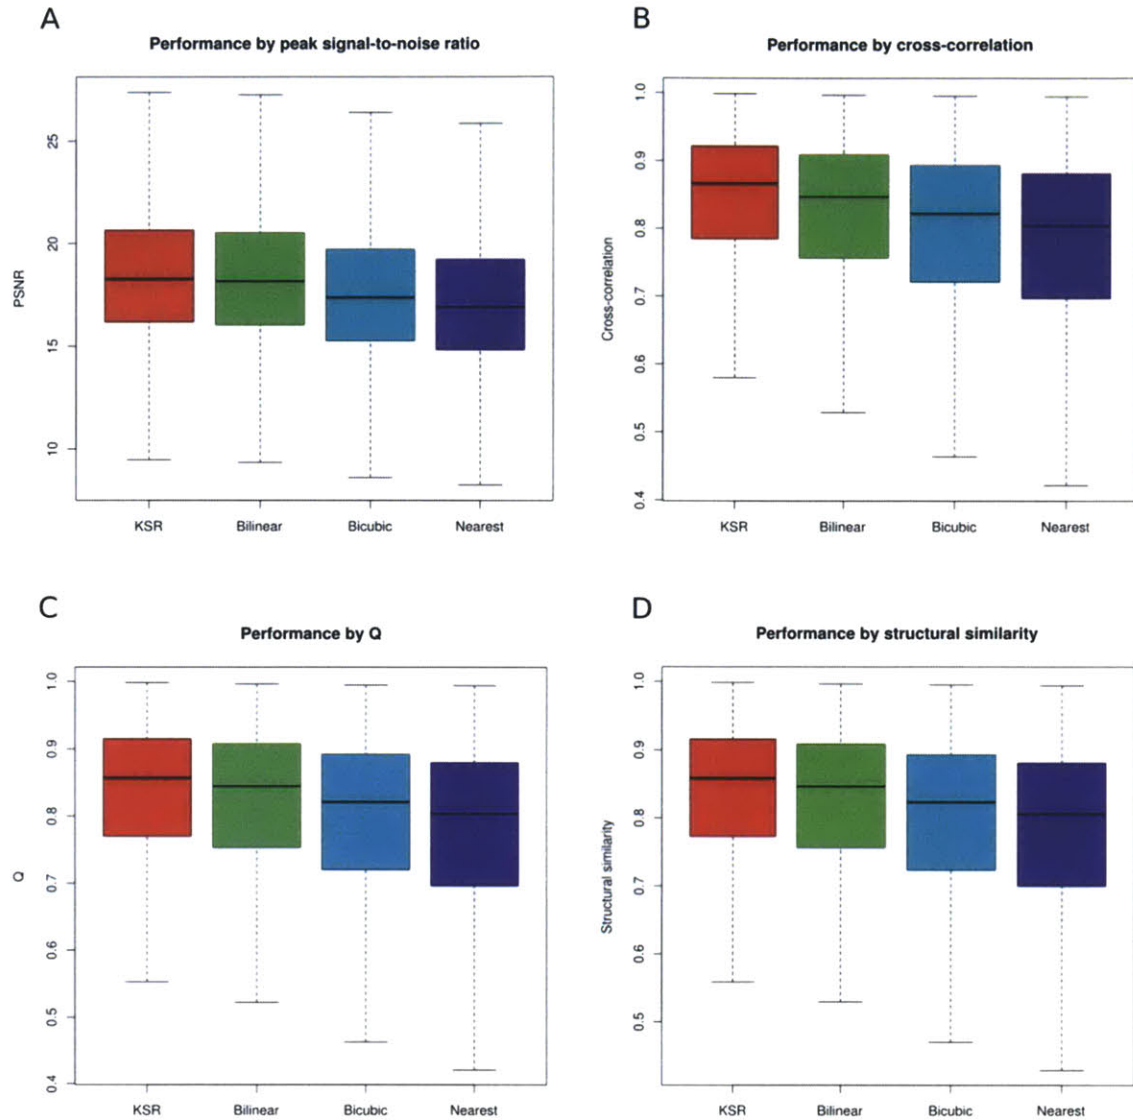 A
Performance by peak signal-to-noise ratio
PSNR
25
20
15
10
KSR Bilinear Bicubic Nearest
B
Performance by cross-correlation
Cross-correlation
1.0
0.9
0.8
0.7
0.6
0.5
0.4
KSR Bilinear Bicubic Nearest
C
Performance by Q
Q
1.0
0.9
0.8
0.7
0.6
0.5
0.4
KSR Bilinear Bicubic Nearest
D
Performance by structural similarity
Structural similarity
1.0
0.9
0.8
0.7
0.6
0.5
KSR Bilinear Bicubic Nearest